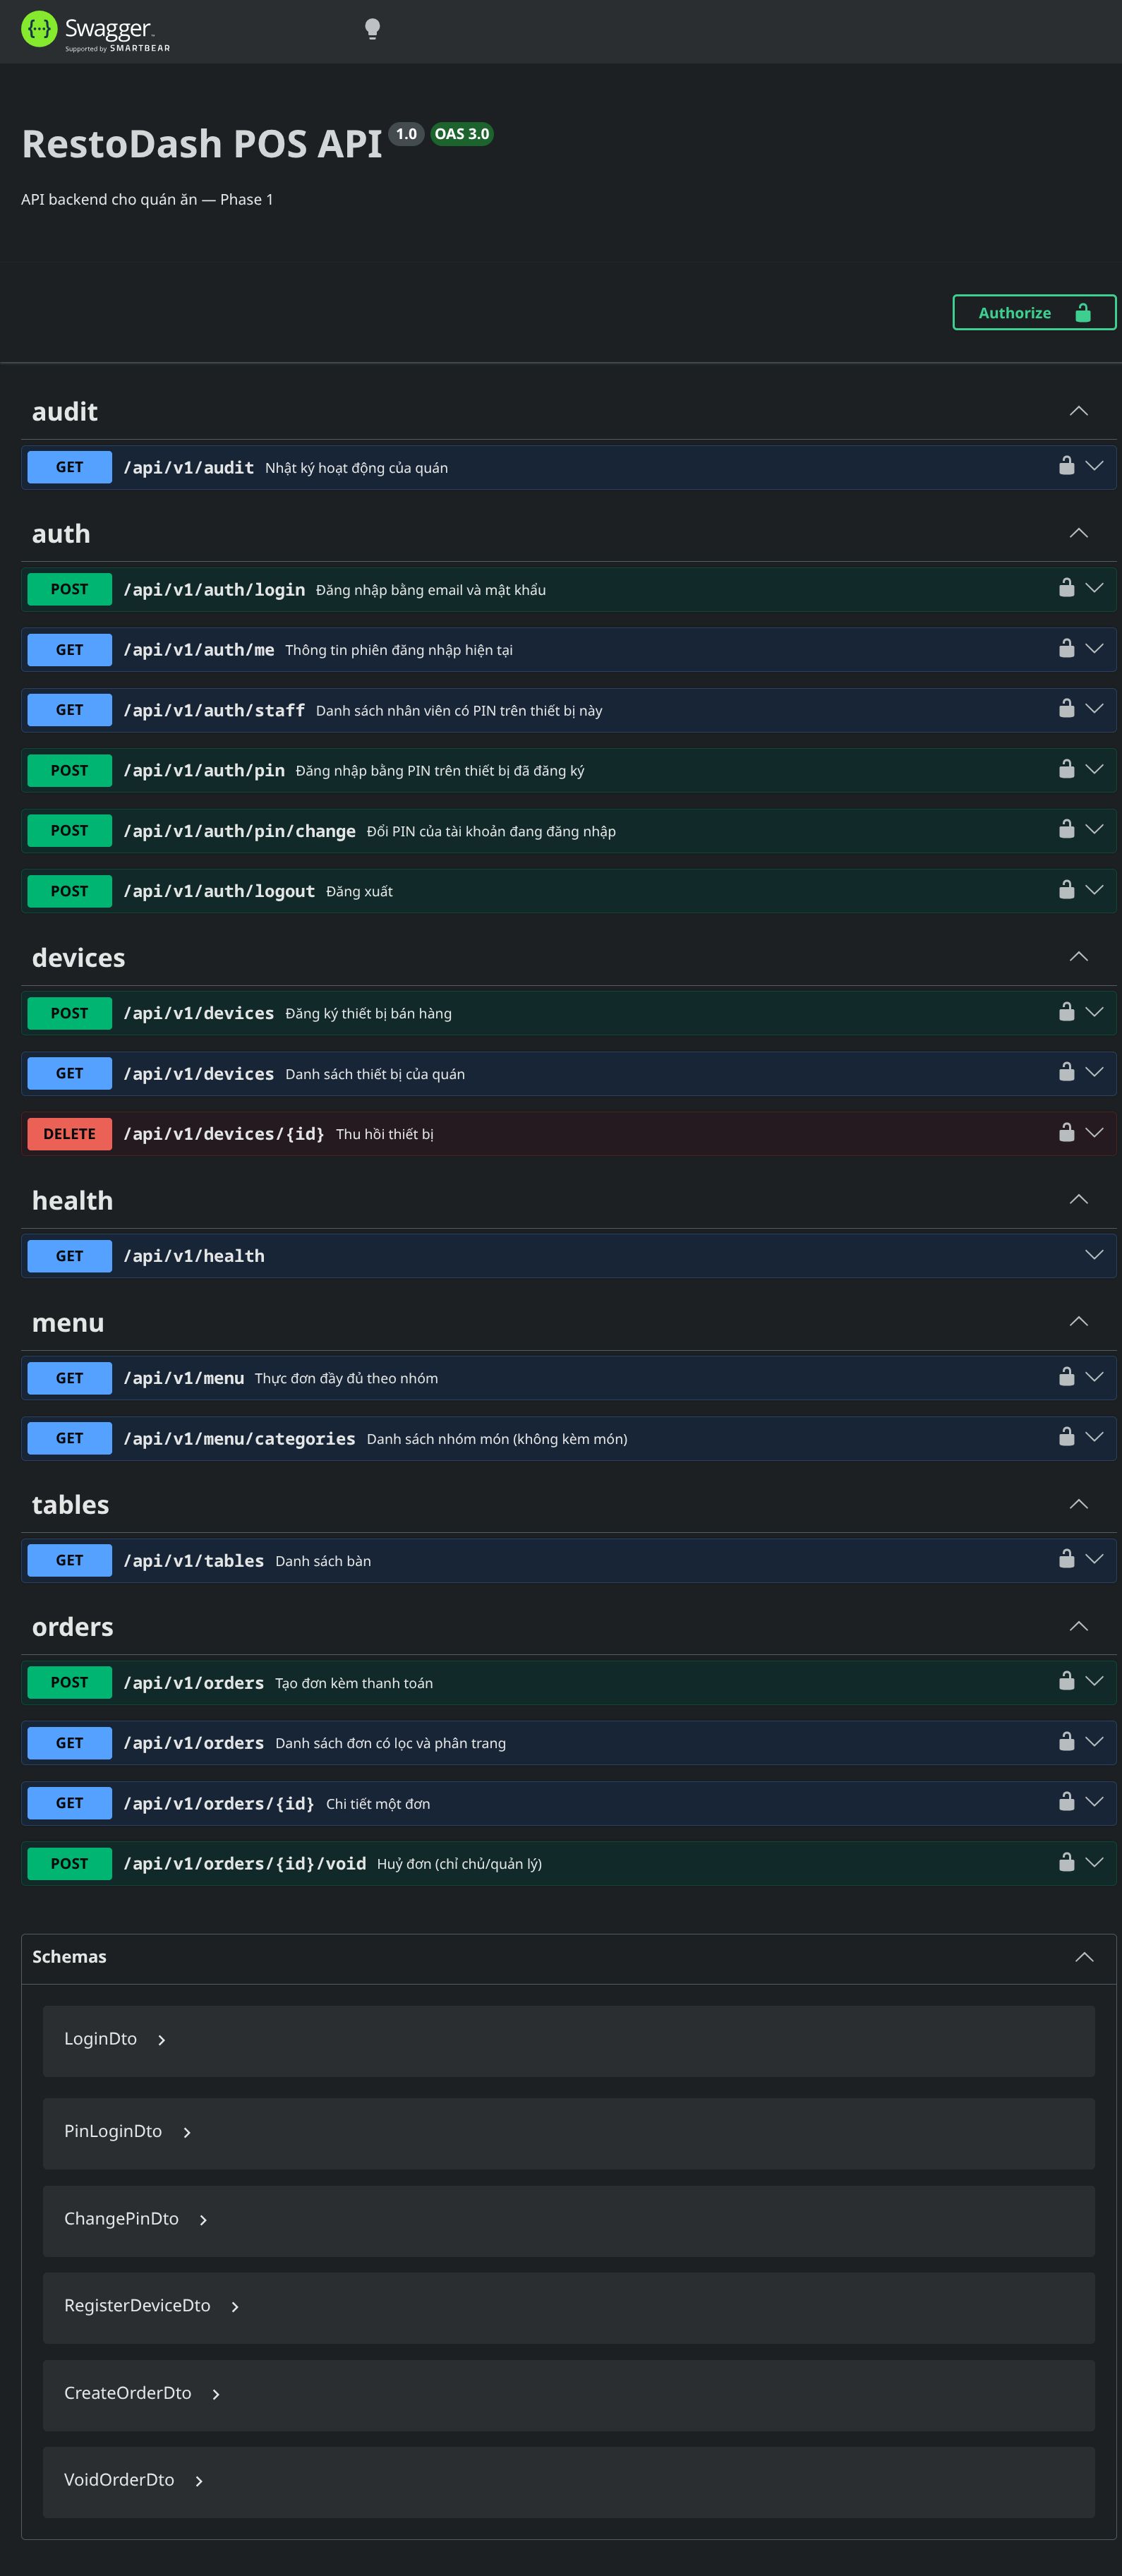 Swagger
Supported by SMARTBEAR
RestoDash POS API 1.0 OAS 3.0
API backend cho quán ăn — Phase 1
Authorize
audit
GET /api/v1/audit Nhật ký hoạt động của quán
auth
POST /api/v1/auth/login Đăng nhập bằng email và mật khẩu
GET /api/v1/auth/me Thông tin phiên đăng nhập hiện tại
GET /api/v1/auth/staff Danh sách nhân viên có PIN trên thiết bị này
POST /api/v1/auth/pin Đăng nhập bằng PIN trên thiết bị đã đăng ký
POST /api/v1/auth/pin/change Đổi PIN của tài khoản đang đăng nhập
POST /api/v1/auth/logout Đăng xuất
devices
POST /api/v1/devices Đăng ký thiết bị bán hàng
GET /api/v1/devices Danh sách thiết bị của quán
DELETE /api/v1/devices/{id} Thu hồi thiết bị
health
GET /api/v1/health
menu
GET /api/v1/menu Thực đơn đầy đủ theo nhóm
GET /api/v1/menu/categories Danh sách nhóm món (không kèm món)
tables
GET /api/v1/tables Danh sách bàn
orders
POST /api/v1/orders Tạo đơn kèm thanh toán
GET /api/v1/orders Danh sách đơn có lọc và phân trang
GET /api/v1/orders/{id} Chi tiết một đơn
POST /api/v1/orders/{id}/void Huỷ đơn (chỉ chủ/quản lý)
Schemas
LoginDto
PinLoginDto
ChangePinDto
RegisterDeviceDto
CreateOrderDto
VoidOrderDto